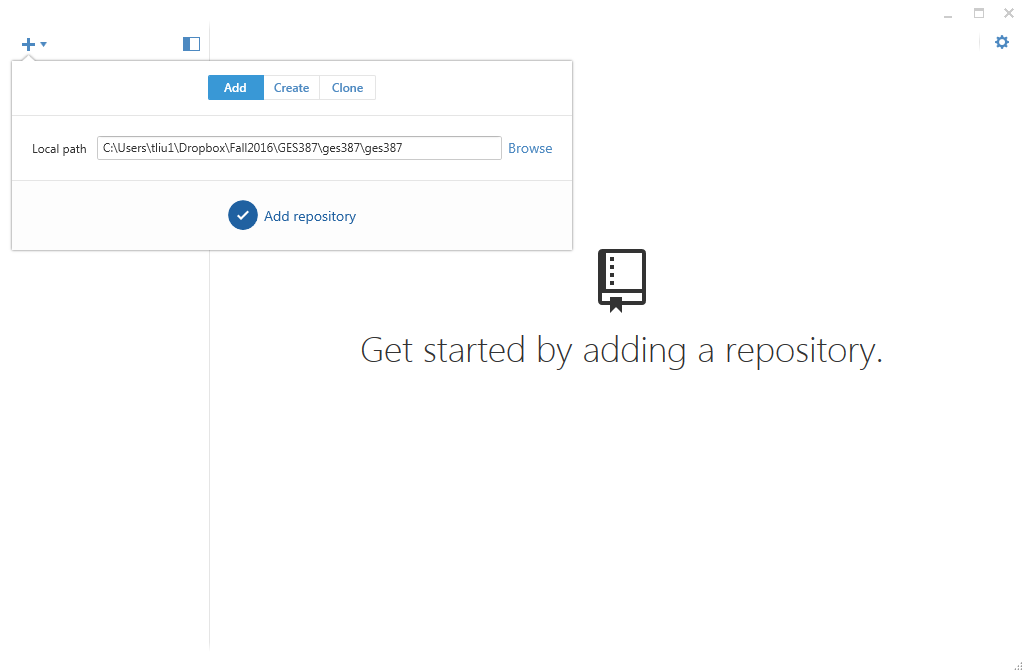 Add Create Clone
Local path C:\Users\tliu1\Dropbox\Fall2016\GES387\ges387\ges387 Browse
Add repository
Get started by adding a repository.